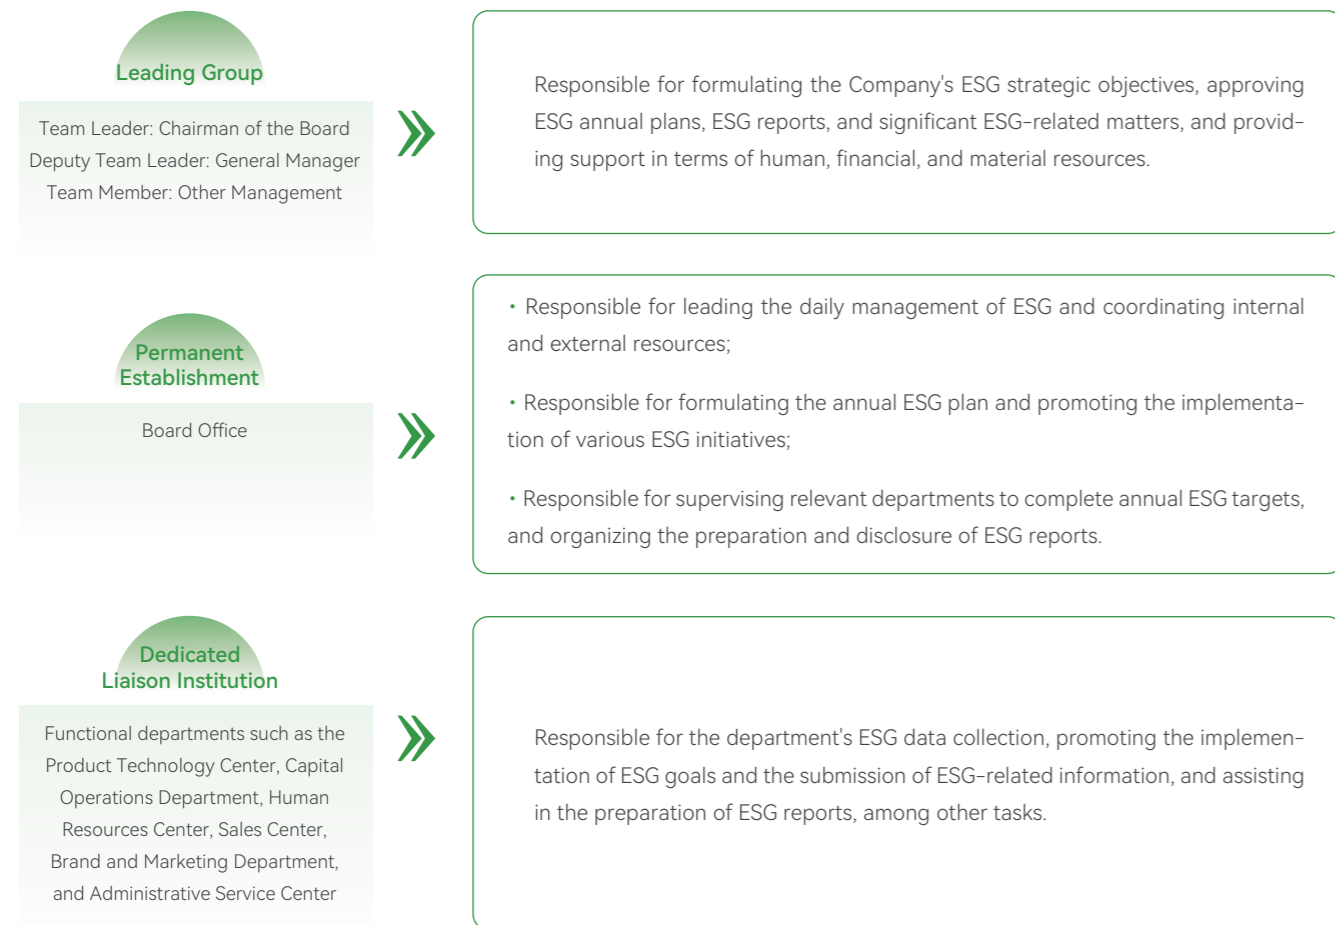 Leading Group
Team Leader: Chairman of the Board
Deputy Team Leader: General Manager
Team Member: Other Management
Responsible for formulating the Company's ESG strategic objectives, approving
ESG annual plans, ESG reports, and significant ESG-related matters, and provid-
ing support in terms of human, financial, and material resources.
Permanent
Establishment
Board Office
• Responsible for leading the daily management of ESG and coordinating internal
and external resources;
• Responsible for formulating the annual ESG plan and promoting the implementa-
tion of various ESG initiatives;
• Responsible for supervising relevant departments to complete annual ESG targets,
and organizing the preparation and disclosure of ESG reports.
Dedicated
Liaison Institution
Functional departments such as the
Product Technology Center, Capital
Operations Department, Human
Resources Center, Sales Center,
Brand and Marketing Department,
and Administrative Service Center
Responsible for the department's ESG data collection, promoting the implemen-
tation of ESG goals and the submission of ESG-related information, and assisting
in the preparation of ESG reports, among other tasks.